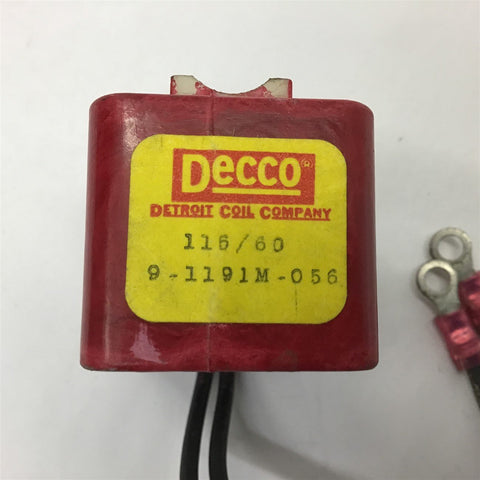 Decco®
DETROIT COIL COMPANY
116/60
9-1191M-056